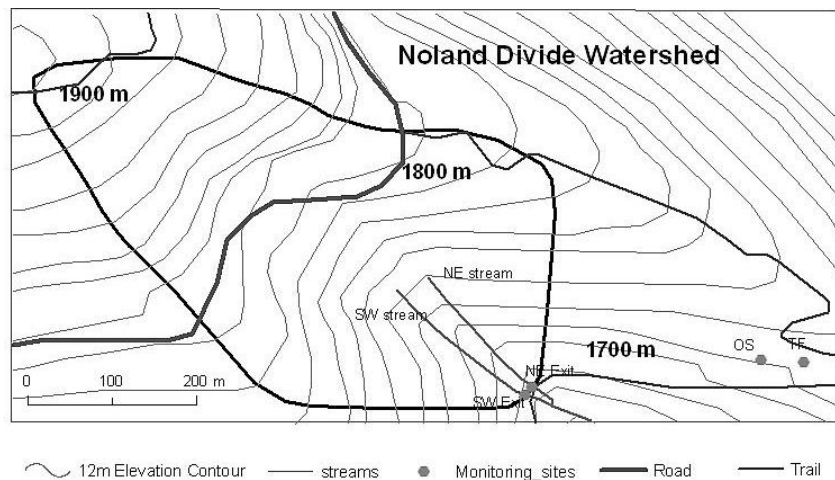 Noland Divide Watershed
1900 m
1800 m
NE stream
SW stream
1700 m
OS
TF
NE Exit
SW Exit
0 100 200 m
12m Elevation Contour streams Monitoring_sites Road Trail